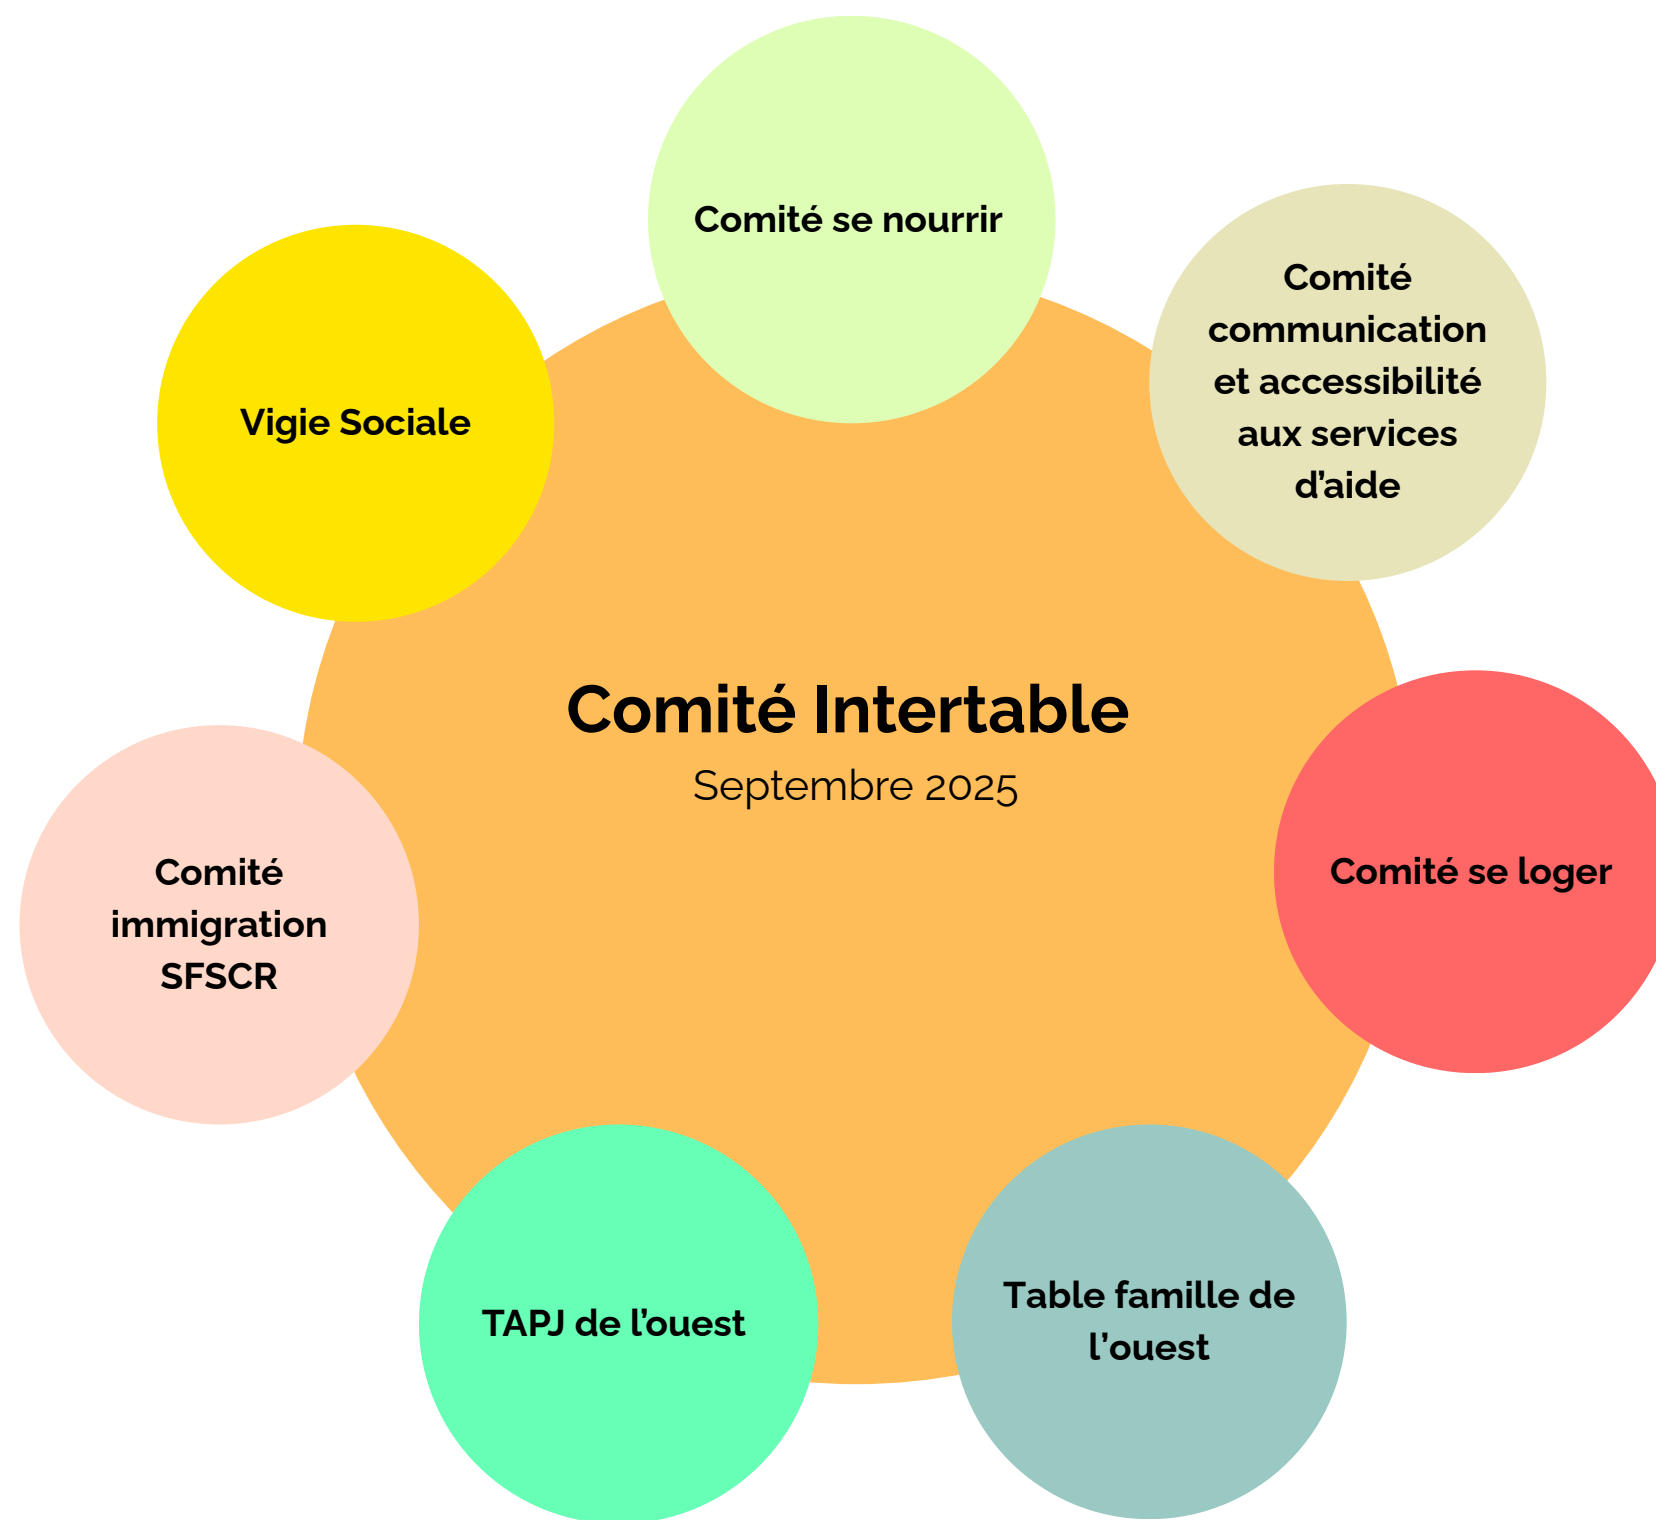 Comité se nourrir
Comité
communication
et accessibilité
aux services
d’aide
Vigie Sociale
Comité Intertable
Septembre 2025
Comité se loger
Comité
immigration
SFSCR
TAPJ de l’ouest
Table famille de
l’ouest